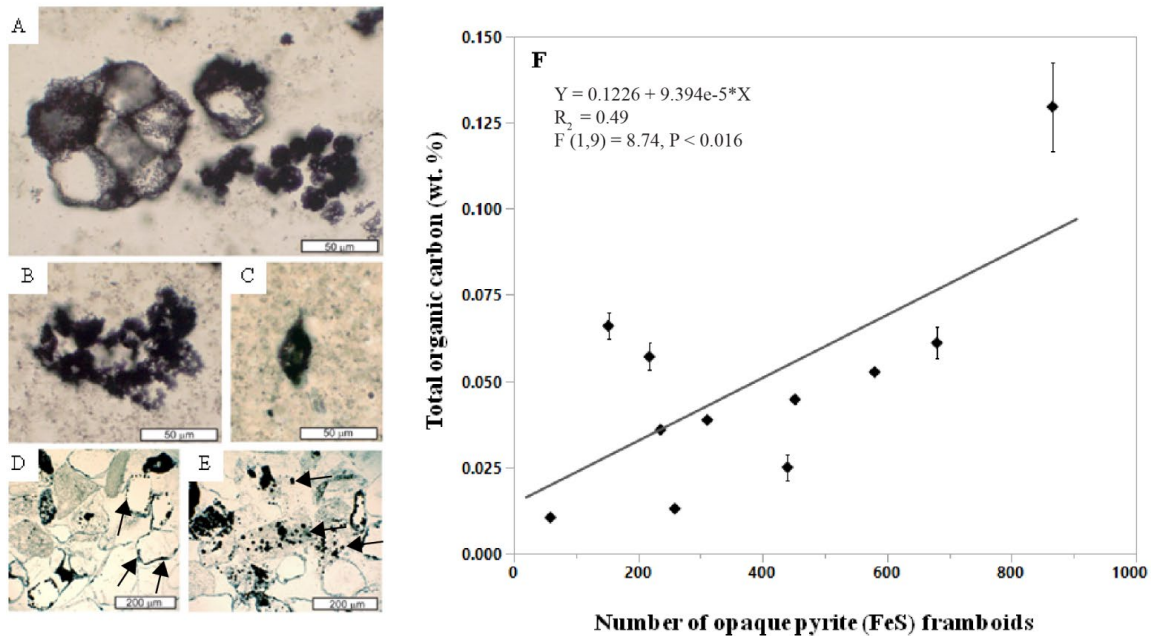 A
50 µm
B
50 µm
C
50 µm
D
200 µm
E
200 µm
F
Y = 0.1226 + 9.394e-5*X
R2 = 0.49
F (1,9) = 8.74, P < 0.016
Total organic carbon (wt. %)
0.150
0.125
0.100
0.075
0.050
0.025
0.000
0 200 400 600 800 1000
Number of opaque pyrite (FeS) framboids